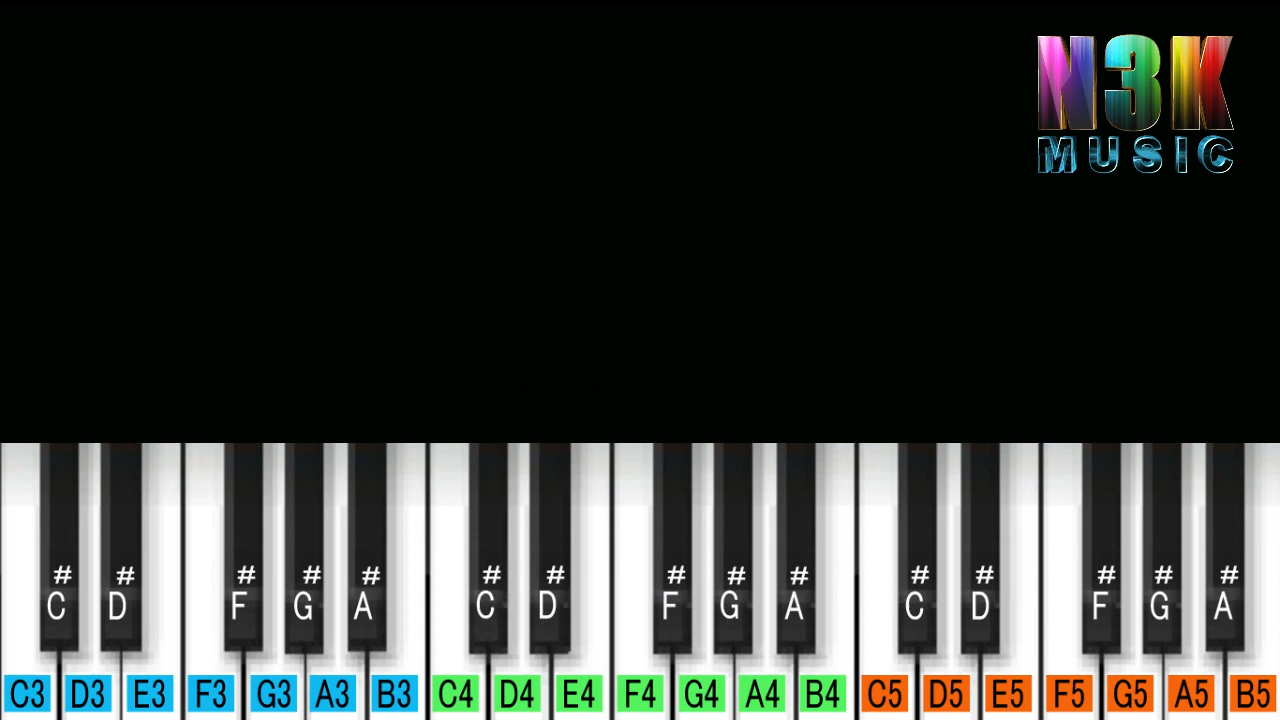 N3K
MUSIC
# # # # # # # # # # # # # # #
C D F G A C D F G A C D F G A
C3 D3 E3 F3 G3 A3 B3 C4 D4 E4 F4 G4 A4 B4 C5 D5 E5 F5 G5 A5 B5